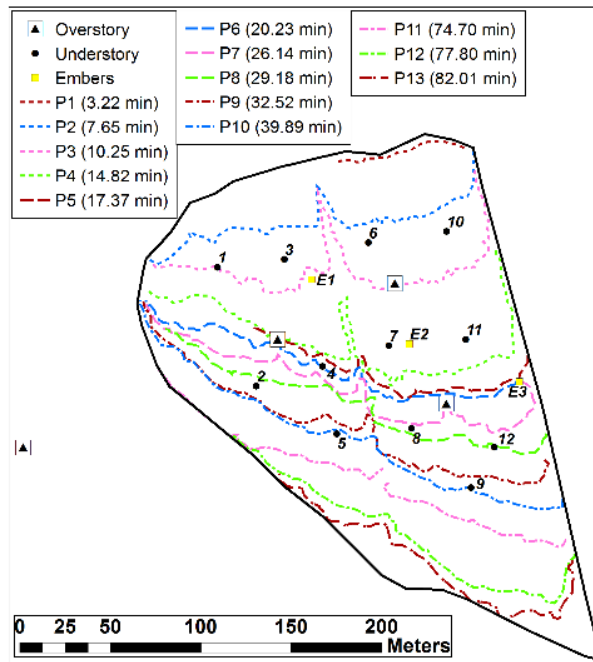 Overstory
Understory
Embers
P1 (3.22 min)
P2 (7.65 min)
P3 (10.25 min)
P4 (14.82 min)
P5 (17.37 min)
P6 (20.23 min)
P7 (26.14 min)
P8 (29.18 min)
P9 (32.52 min)
P10 (39.89 min)
P11 (74.70 min)
P12 (77.80 min)
P13 (82.01 min)
10
6
3
1
E1
11
7
E2
4
E3
2
8
5
12
9
0 25 50 100 150 200
Meters